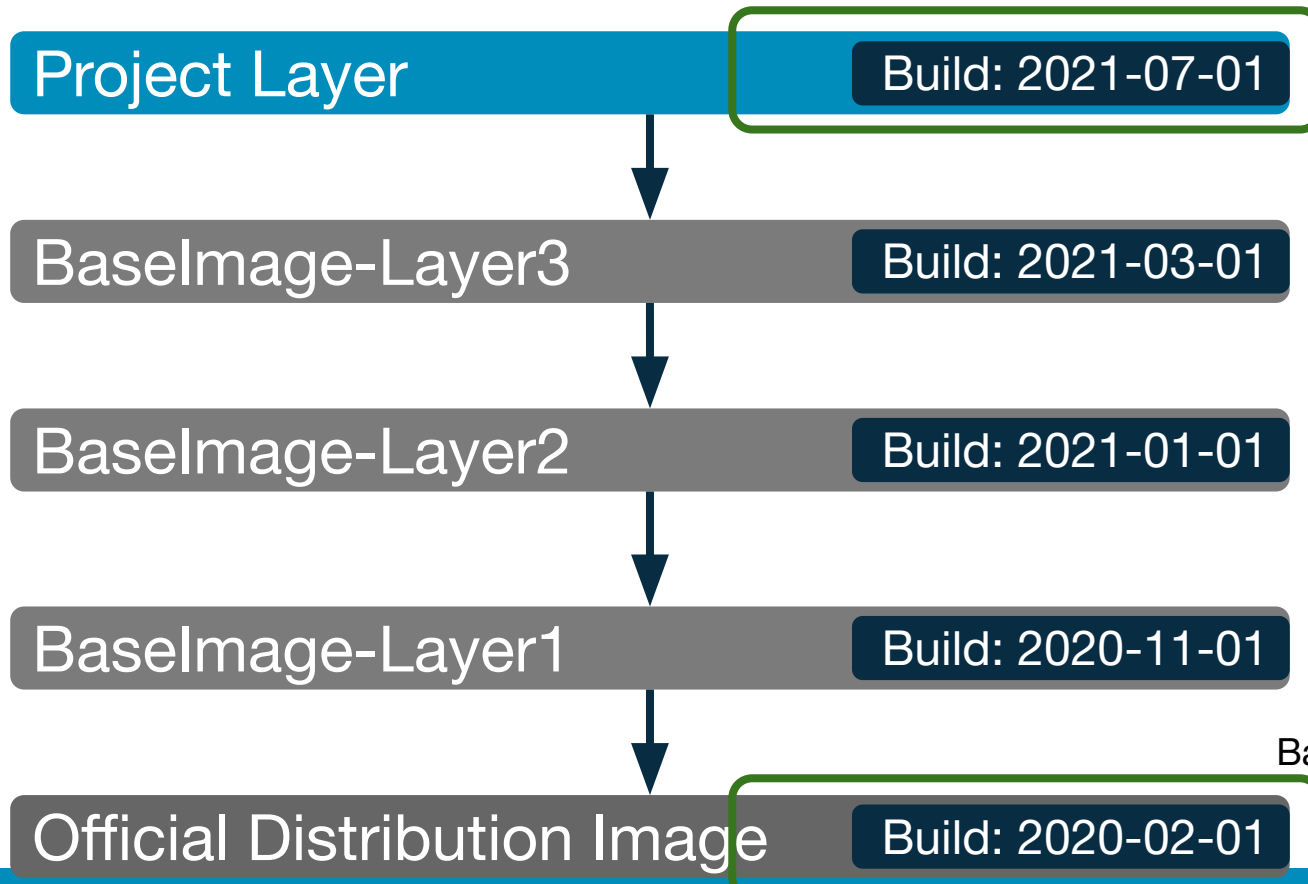 Project Layer Build: 2021-07-01
BaseImage-Layer3 Build: 2021-03-01
BaseImage-Layer2 Build: 2021-01-01
BaseImage-Layer1 Build: 2020-11-01
Ba
Official Distribution Image Build: 2020-02-01